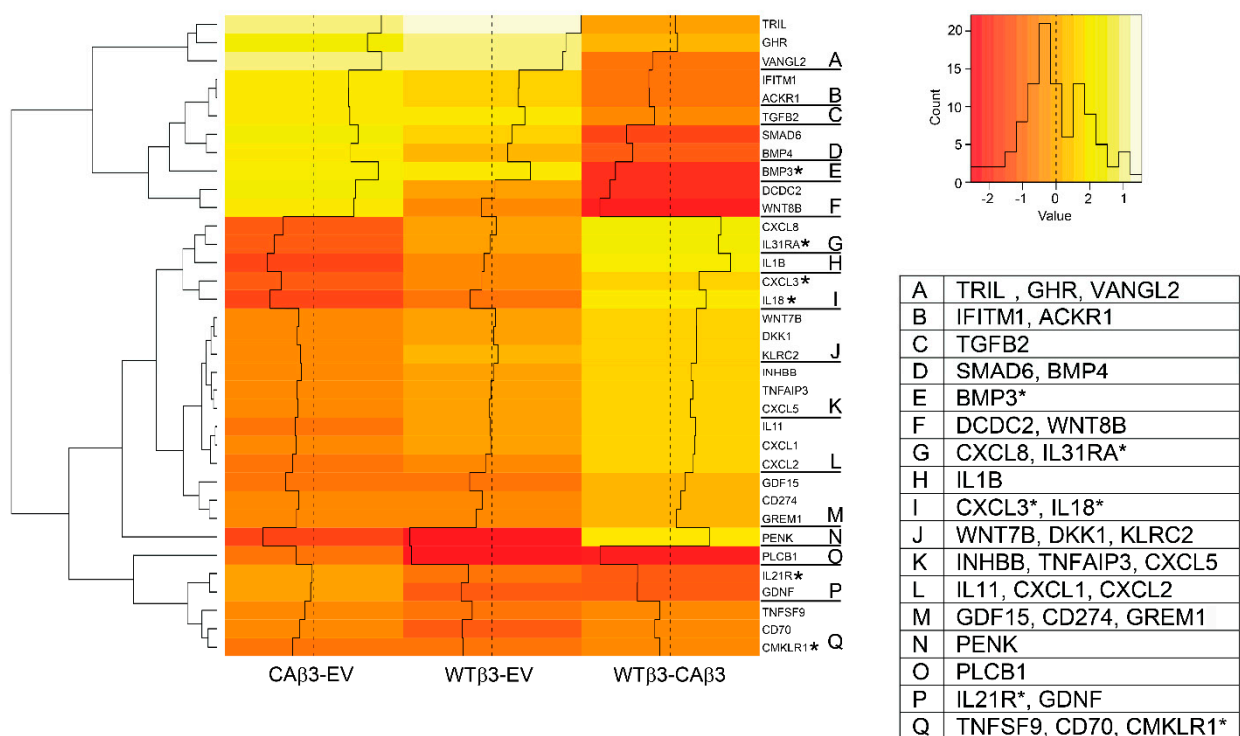 TRIL
GHR
VANGL2 A
IFITM1
ACKR1 B
TGFB2 C
SMAD6
BMP4 D
BMP3* E
DCDC2
WNT8B F
CXCL8
IL31RA* G
IL1B H
CXCL3*
IL18* I
WNT7B
DKK1
KLRC2 J
INHBB
TNFAIP3
CXCL5 K
IL11
CXCL1
CXCL2 L
GDF15
CD274
GREM1 M
PENK N
PLCB1 O
IL21R*
GDNF P
TNFSF9
CD70
CMKLR1* Q
CAβ3-EV WTβ3-EV WTβ3-CAβ3
20
15
10
5
0
Count
-2 -1 0 2 1
Value
A TRIL , GHR, VANGL2
B IFITM1, ACKR1
C TGFB2
D SMAD6, BMP4
E BMP3*
F DCDC2, WNT8B
G CXCL8, IL31RA*
H IL1B
I CXCL3*, IL18*
J WNT7B, DKK1, KLRC2
K INHBB, TNFAIP3, CXCL5
L IL11, CXCL1, CXCL2
M GDF15, CD274, GREM1
N PENK
O PLCB1
P IL21R*, GDNF
Q TNFSF9, CD70, CMKLR1*